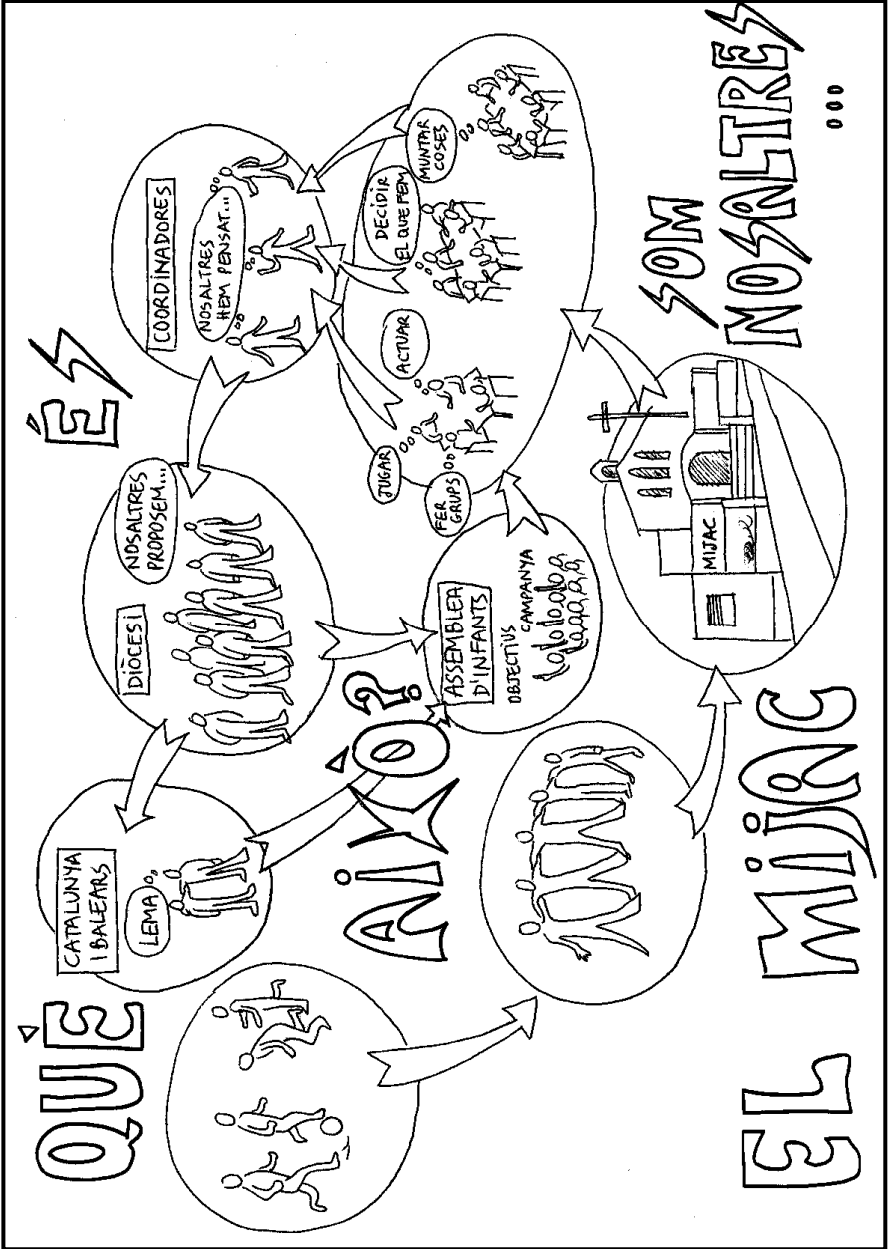 QUÈ ÉS
AIXÒ?
CATALUNYA
I BALEARS
LEMA
DIÒCESI
NOSALTRES
PROPOSEM...
COORDINADORES
NOSALTRES
HEM PENSAT...
ASSEMBLEA
D'INFANTS
OBJECTIUS
CAMPANYA
JUGAR
FER
GRUPS
ACTUAR
DECIDIR
EL QUE FEM
MUNTAR
COSES
MIJAC
EL MIJAC
SOM
NOSALTRES
...